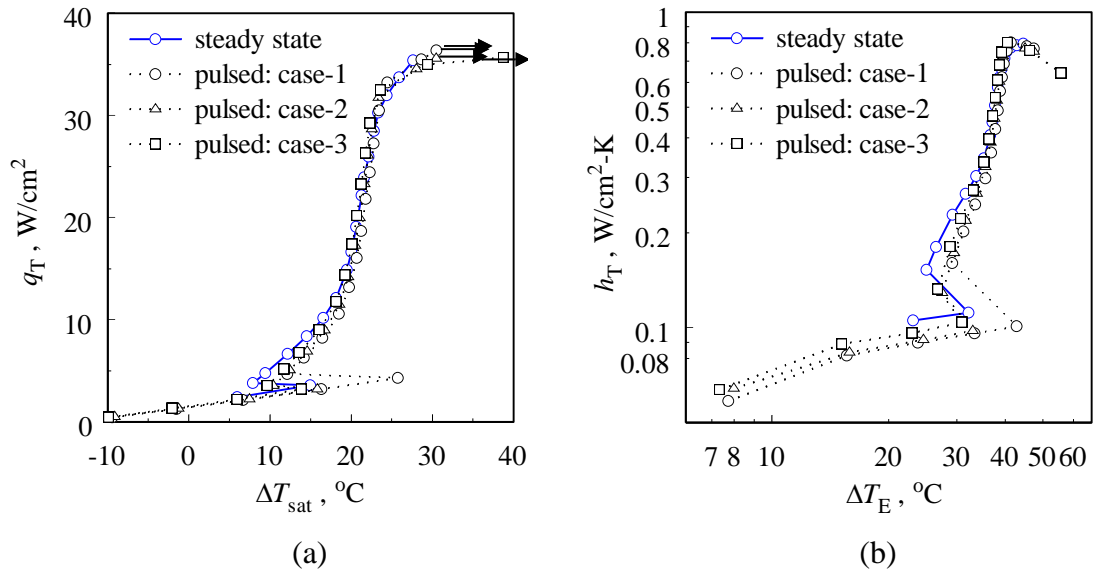 40
30
20
10
0
q_T , W/cm²
steady state
pulsed: case-1
pulsed: case-2
pulsed: case-3
-10 0 10 20 30 40
ΔT_sat , °C
(a)
1
0.8
0.6
0.5
0.4
0.3
0.2
0.1
0.08
h_T , W/cm²-K
steady state
pulsed: case-1
pulsed: case-2
pulsed: case-3
7 8 10 20 30 40 50 60
ΔT_E , °C
(b)